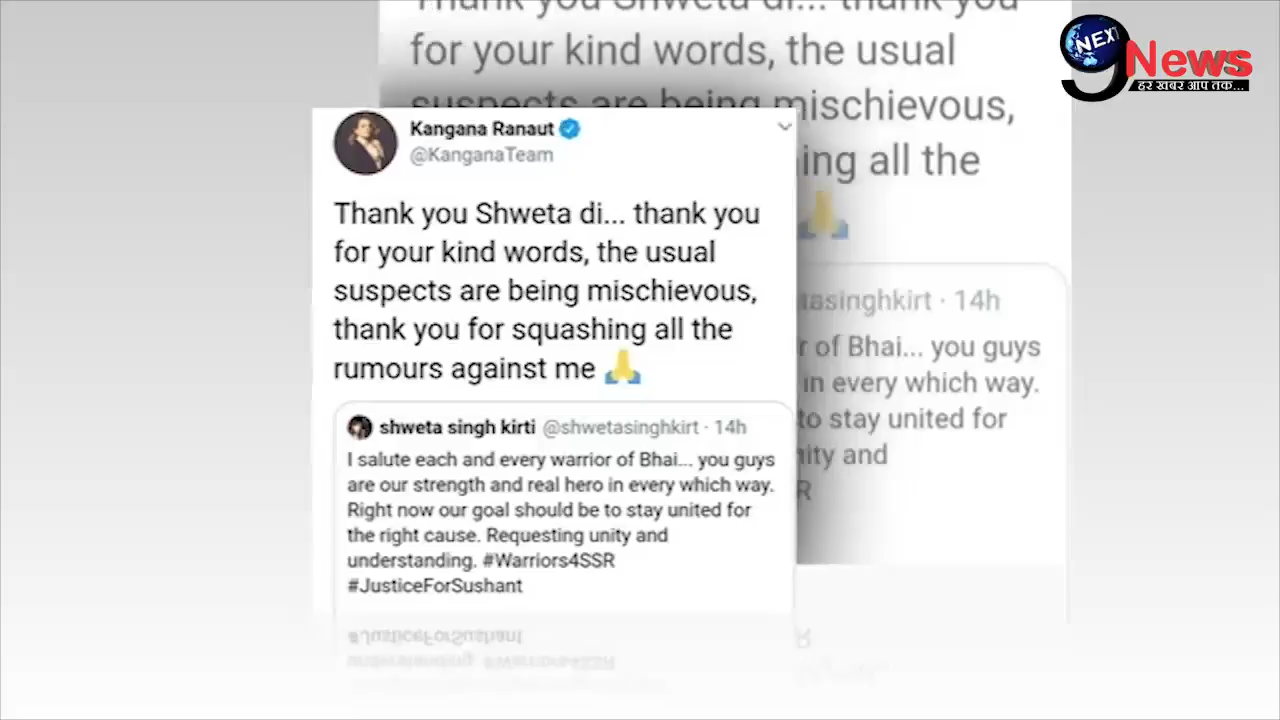 Thank you Shweta di... thank you
for your kind words, the usual
suspects are being mischievous,
ing all the
tasinghkirt · 14h
r of Bhai... you guys
in every which way.
to stay united for
nity and
R
NEXT
9 News
हर खबर आप तक...
Kangana Ranaut
@KanganaTeam
Thank you Shweta di... thank you
for your kind words, the usual
suspects are being mischievous,
thank you for squashing all the
rumours against me 🙏
shweta singh kirti @shwetasinghkirt · 14h
I salute each and every warrior of Bhai... you guys
are our strength and real hero in every which way.
Right now our goal should be to stay united for
the right cause. Requesting unity and
understanding. #Warriors4SSR
#JusticeForSushant